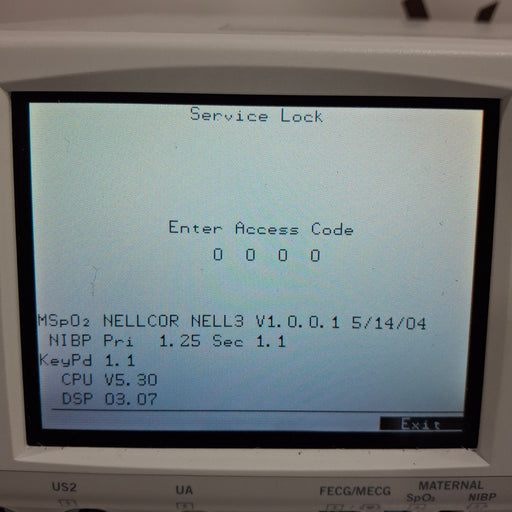 Service Lock
Enter Access Code
0 0 0 0
MSpO₂ NELLCOR NELL3 V1.0.0.1 5/14/04
NIBP Pri 1.25 Sec 1.1
KeyPd 1.1
CPU V5.30
DSP 03.07
Exit
US2 UA FECG/MECG MATERNAL
SpO₂ NIBP